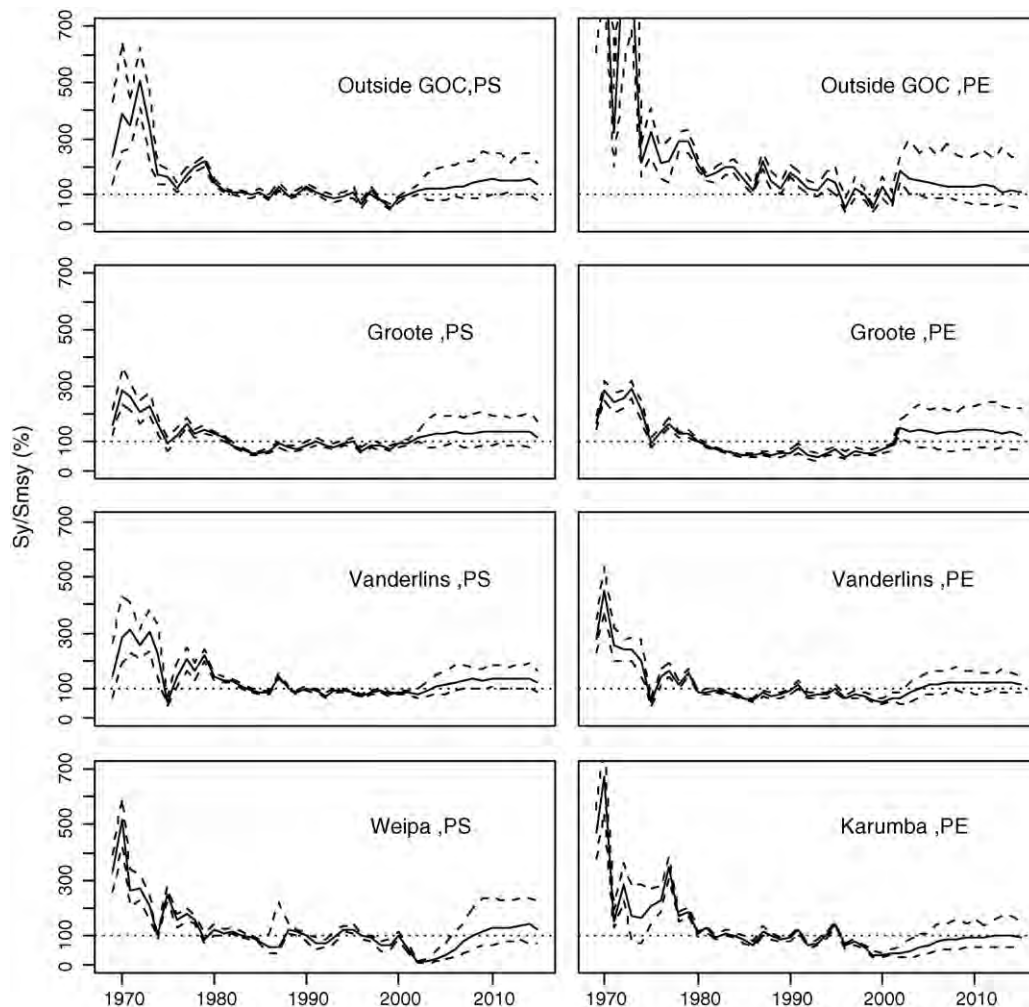 700
500
300
100
0
Outside GOC,PS
Outside GOC ,PE
700
500
300
100
0
Groote ,PS
Groote ,PE
Sy/Smsy (%)
700
500
300
100
0
Vanderlins ,PS
Vanderlins ,PE
700
500
300
100
0
Weipa ,PS
Karumba ,PE
1970 1980 1990 2000 2010 1970 1980 1990 2000 2010